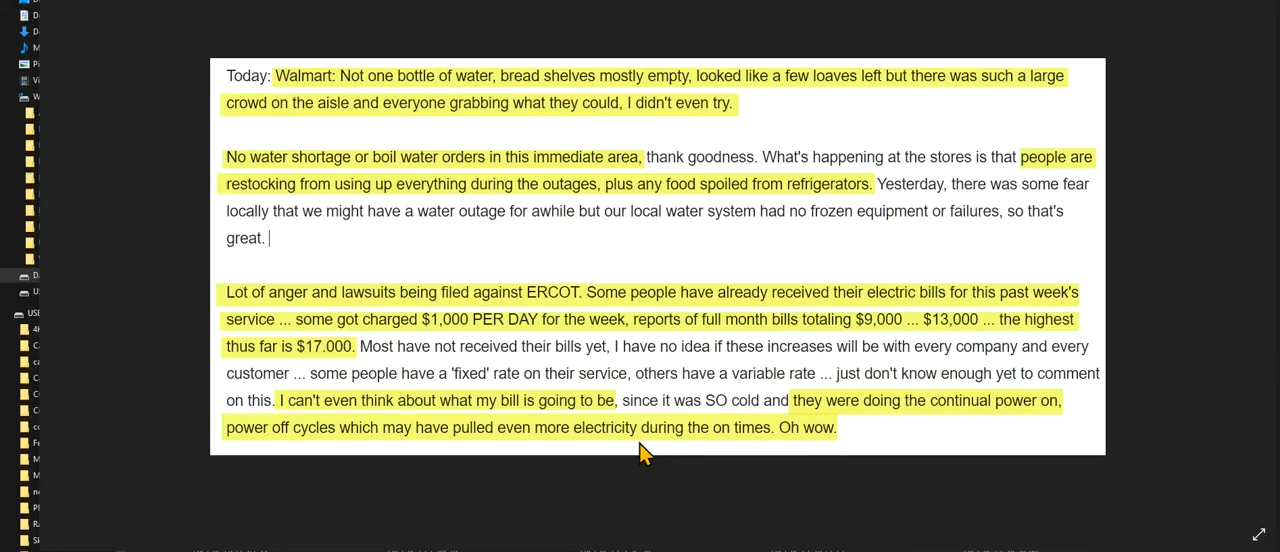 Today: Walmart: Not one bottle of water, bread shelves mostly empty, looked like a few loaves left but there was such a large
crowd on the aisle and everyone grabbing what they could, I didn't even try.
No water shortage or boil water orders in this immediate area, thank goodness. What's happening at the stores is that people are
restocking from using up everything during the outages, plus any food spoiled from refrigerators. Yesterday, there was some fear
locally that we might have a water outage for awhile but our local water system had no frozen equipment or failures, so that's
great.
Lot of anger and lawsuits being filed against ERCOT. Some people have already received their electric bills for this past week's
service ... some got charged $1,000 PER DAY for the week, reports of full month bills totaling $9,000 ... $13,000 ... the highest
thus far is $17.000. Most have not received their bills yet, I have no idea if these increases will be with every company and every
customer ... some people have a 'fixed' rate on their service, others have a variable rate ... just don't know enough yet to comment
on this. I can't even think about what my bill is going to be, since it was SO cold and they were doing the continual power on,
power off cycles which may have pulled even more electricity during the on times. Oh wow.